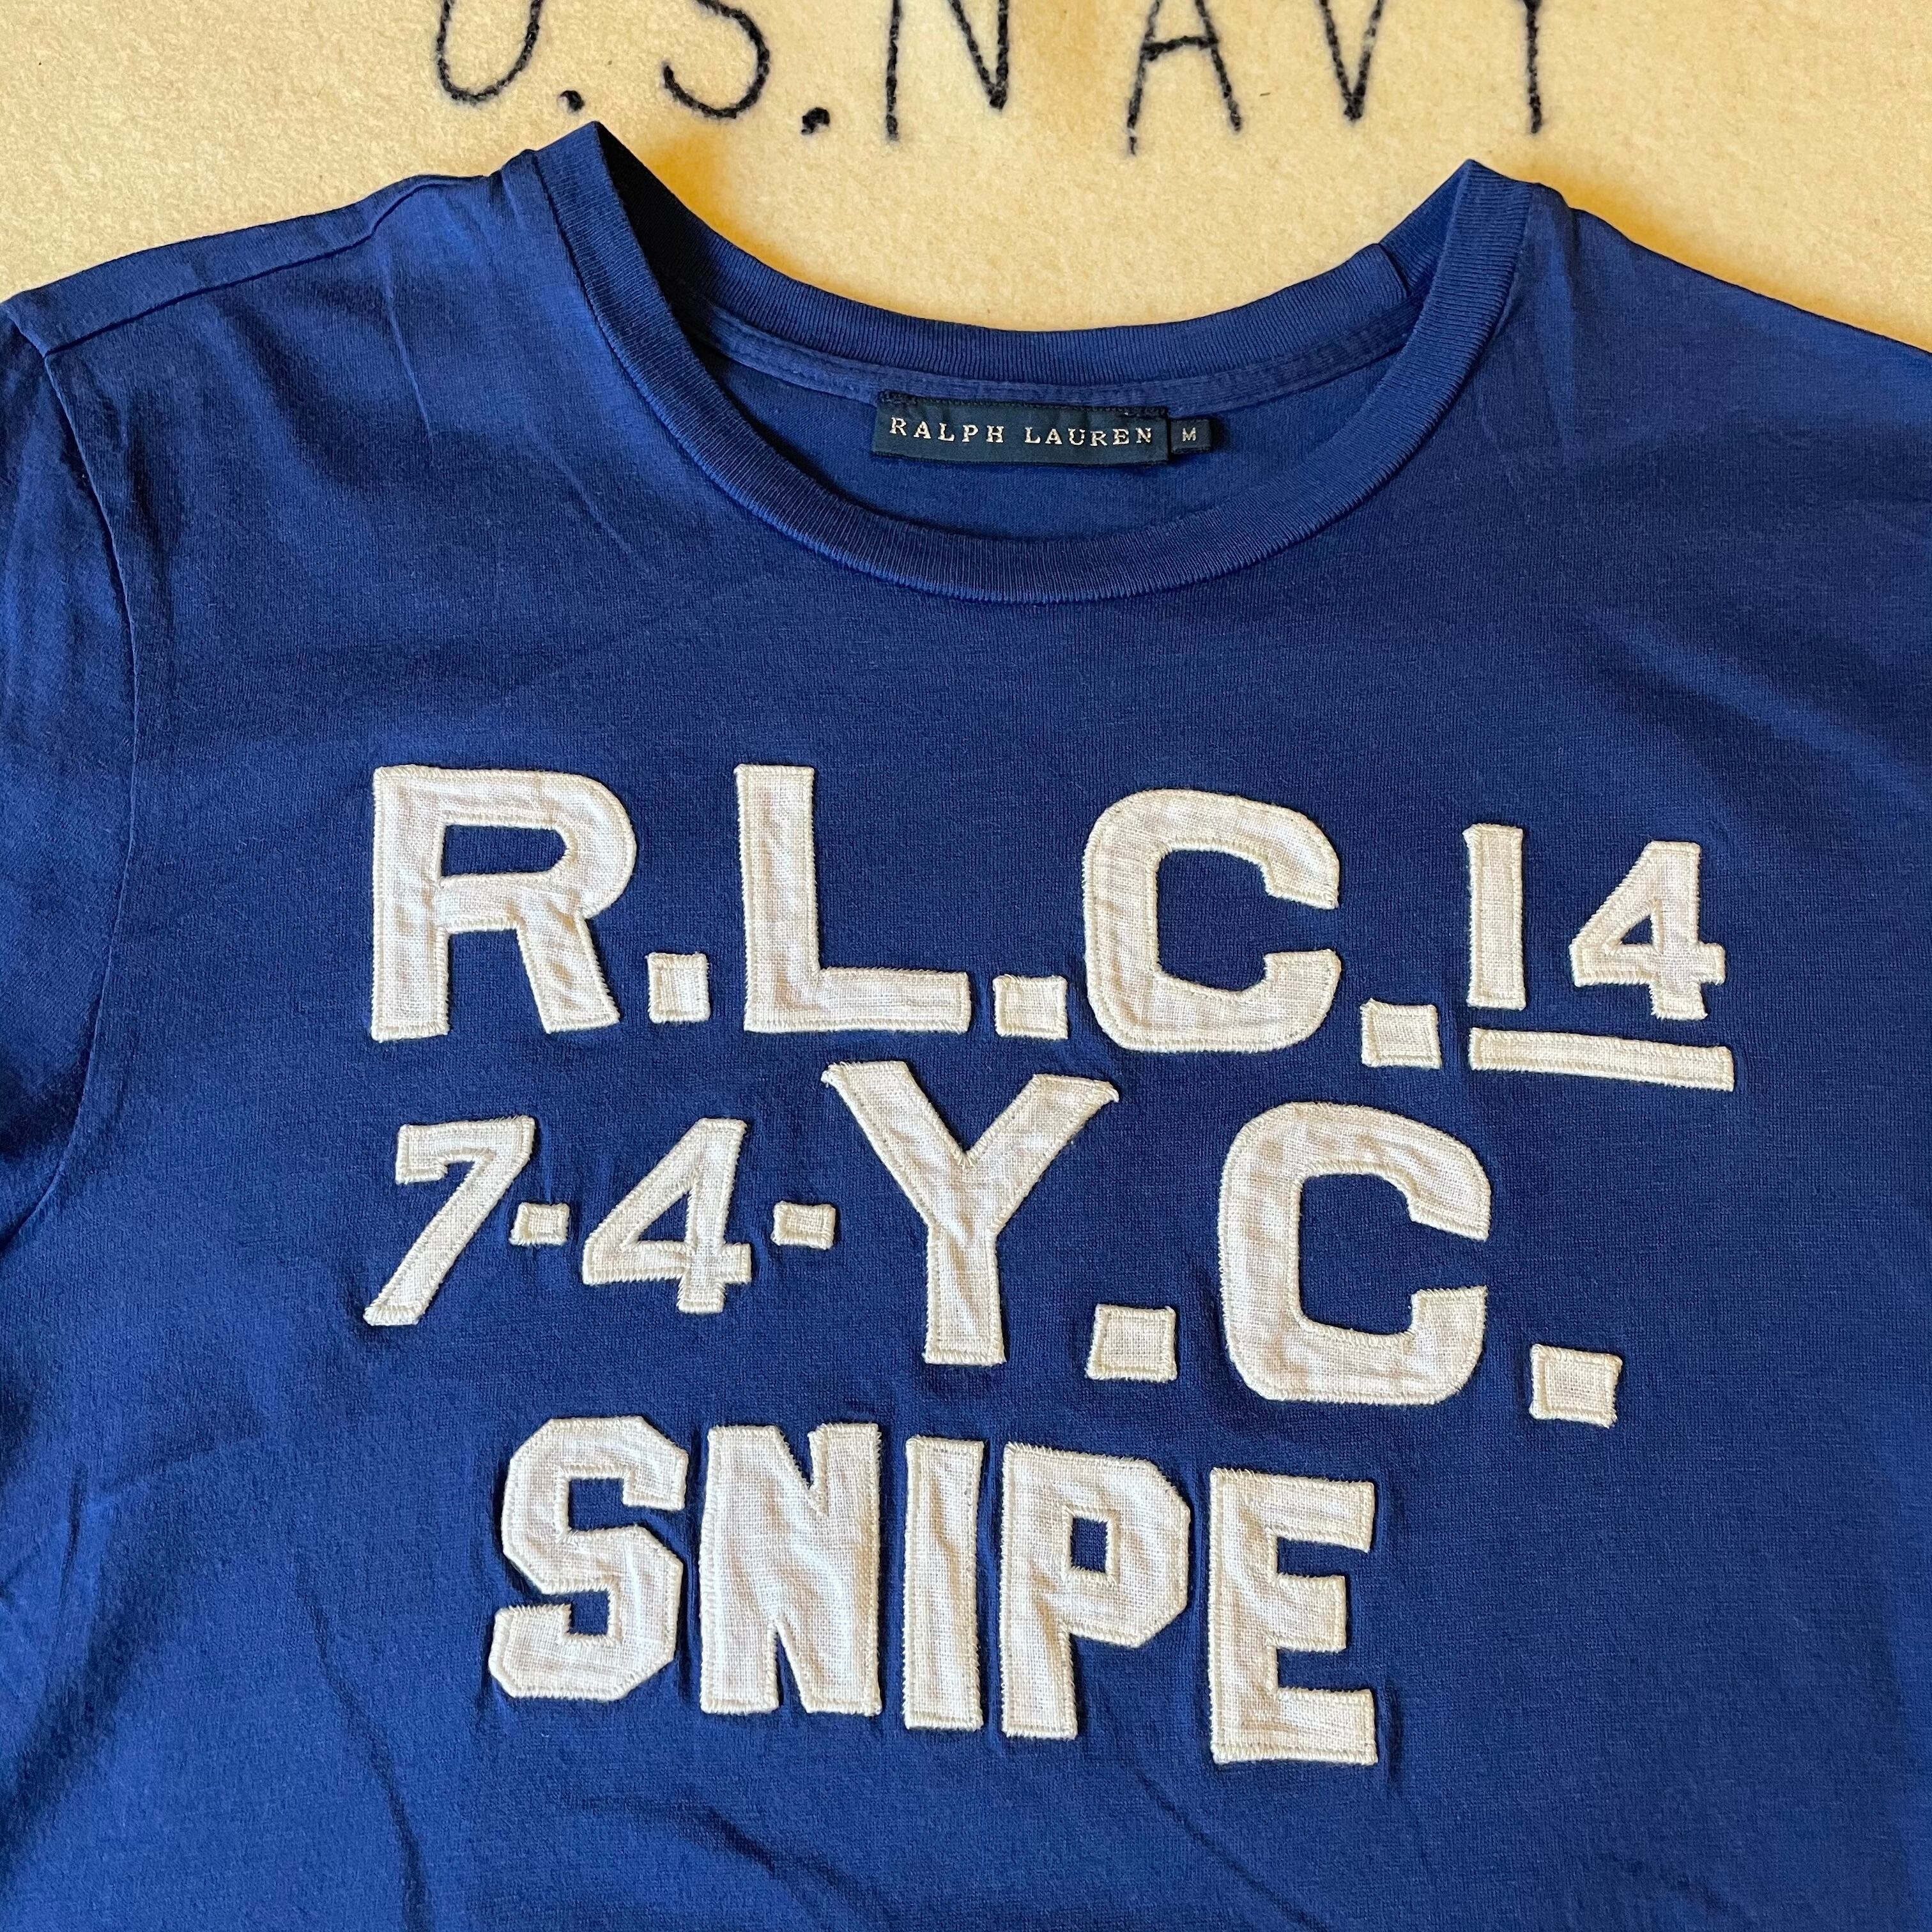 U.S.NAVY
RALPH LAUREN M
R.L.C.14
7-4-Y.C.
SNIPE